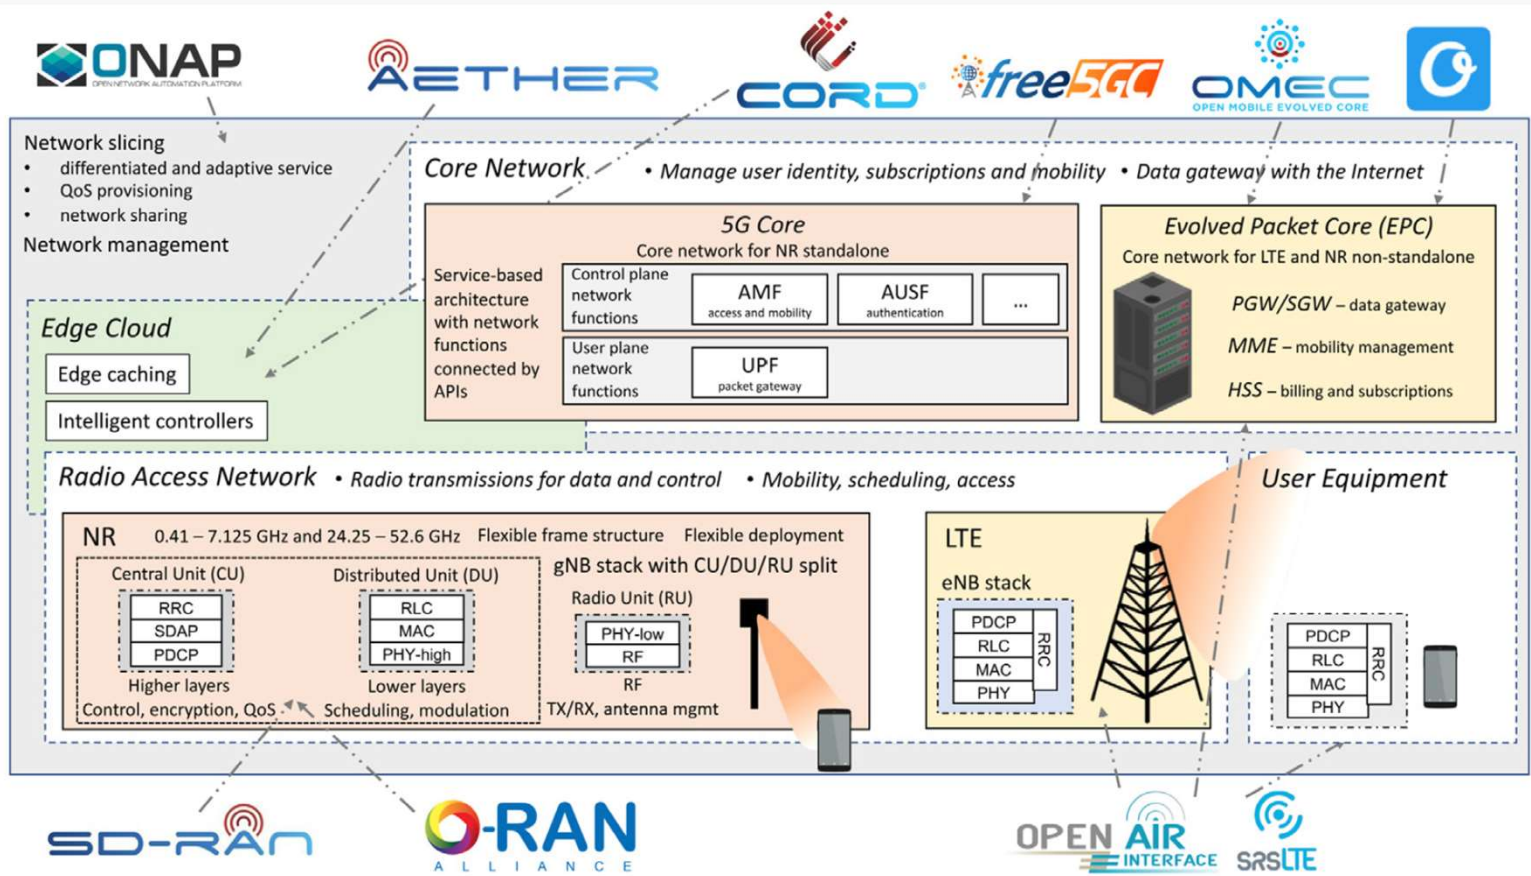 ONAP
OPEN NETWORK AUTOMATION PLATFORM
AETHER
CORD
free5GC
OMEC
OPEN MOBILE EVOLVED CORE
Network slicing
• differentiated and adaptive service
• QoS provisioning
• network sharing
Network management
Core Network
• Manage user identity, subscriptions and mobility • Data gateway with the Internet
5G Core
Core network for NR standalone
Service-based
architecture
with network
functions
connected by
APIs
Control plane
network
functions
AMF
access and mobility
AUSF
authentication
...
User plane
network
functions
UPF
packet gateway
Evolved Packet Core (EPC)
Core network for LTE and NR non-standalone
PGW/SGW – data gateway
MME – mobility management
HSS – billing and subscriptions
Edge Cloud
Edge caching
Intelligent controllers
Radio Access Network • Radio transmissions for data and control • Mobility, scheduling, access
NR 0.41 – 7.125 GHz and 24.25 – 52.6 GHz Flexible frame structure Flexible deployment
gNB stack with CU/DU/RU split
Central Unit (CU)
RRC
SDAP
PDCP
Higher layers
Control, encryption, QoS
Distributed Unit (DU)
RLC
MAC
PHY-high
Lower layers
Scheduling, modulation
Radio Unit (RU)
PHY-low
RF
RF
TX/RX, antenna mgmt
LTE
eNB stack
PDCP
RLC
MAC
PHY
RRC
User Equipment
PDCP
RLC
MAC
PHY
RRC
SD-RAN
O-RAN
ALLIANCE
OPEN AIR
INTERFACE
SRSLTE